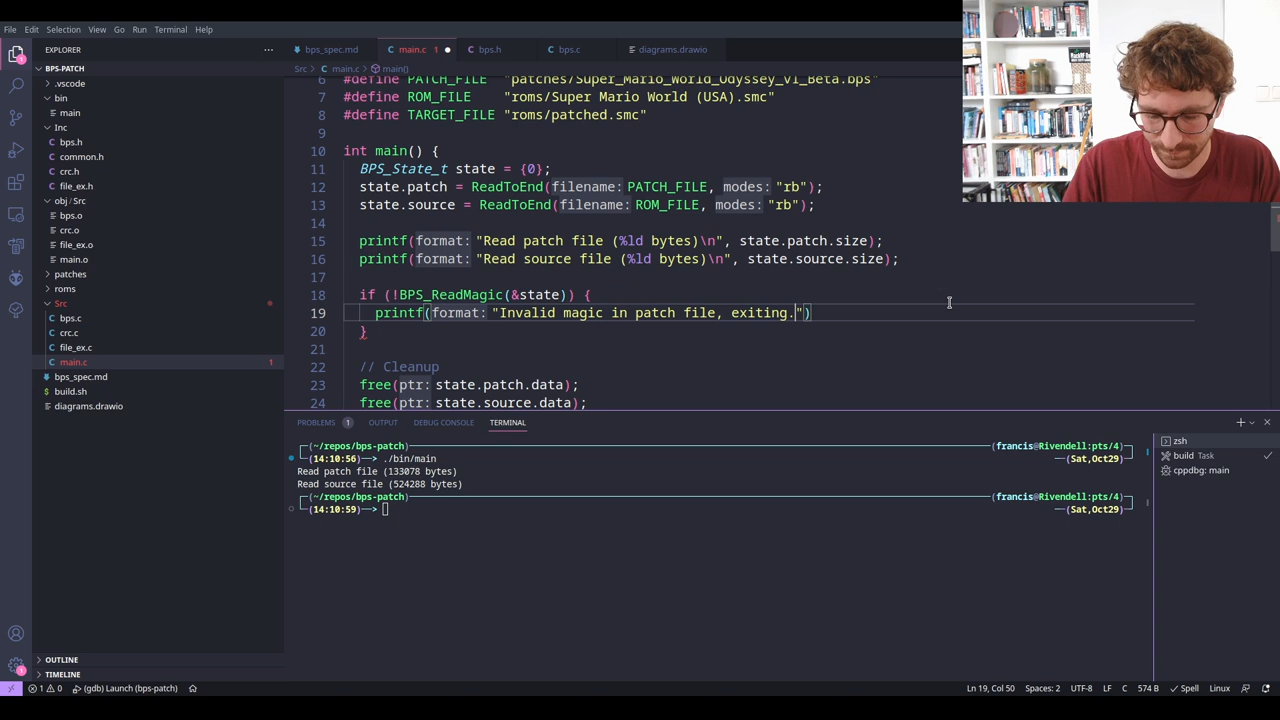 File Edit Selection View Go Run Terminal Help
EXPLORER
bps_spec.md
main.c 1
bps.h
bps.c
diagrams.drawio
BPS-PATCH
Src > main.c > main()
.vscode
bin
main
Inc
bps.h
common.h
crc.h
file_ex.h
obj / Src
bps.o
crc.o
file_ex.o
main.o
patches
roms
Src
bps.c
crc.c
file_ex.c
main.c 1
bps_spec.md
build.sh
diagrams.drawio
OUTLINE
TIMELINE
6 #define PATCH_FILE "patches/Super_Mario_World_Odyssey_VI_Beta.bps"
7 #define ROM_FILE "roms/Super Mario World (USA).smc"
8 #define TARGET_FILE "roms/patched.smc"
9
10 int main() {
11 BPS_State_t state = {0};
12 state.patch = ReadToEnd(filename: PATCH_FILE, modes: "rb");
13 state.source = ReadToEnd(filename: ROM_FILE, modes: "rb");
14
15 printf(format: "Read patch file (%ld bytes)\n", state.patch.size);
16 printf(format: "Read source file (%ld bytes)\n", state.source.size);
17
18 if (!BPS_ReadMagic(&state)) {
19 printf(format: "Invalid magic in patch file, exiting.")
20 }
21
22 // Cleanup
23 free(ptr: state.patch.data);
24 free(ptr: state.source.data);
PROBLEMS 1 OUTPUT DEBUG CONSOLE TERMINAL
(~/repos/bps-patch) (francis@Rivendell:pts/4)
(14:10:56)—> ./bin/main (Sat,Oct29)
Read patch file (133078 bytes)
Read source file (524288 bytes)
(~/repos/bps-patch) (francis@Rivendell:pts/4)
(14:10:59)—> (Sat,Oct29)
zsh
build Task
cppdbg: main
1 0 (gdb) Launch (bps-patch) Ln 19, Col 50 Spaces: 2 UTF-8 LF C 574 B Spell Linux